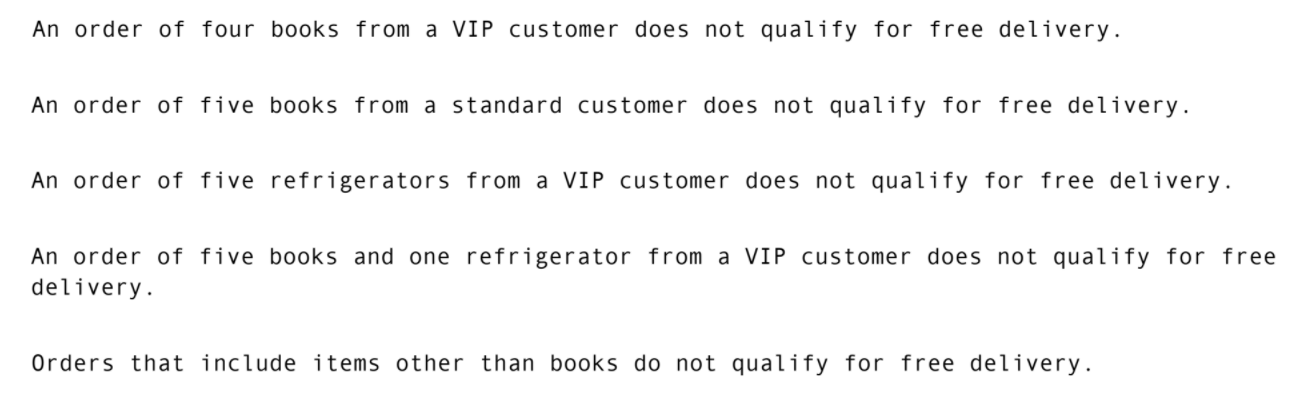 An order of four books from a VIP customer does not qualify for free delivery.
An order of five books from a standard customer does not qualify for free delivery.
An order of five refrigerators from a VIP customer does not qualify for free delivery.
An order of five books and one refrigerator from a VIP customer does not qualify for free
delivery.
Orders that include items other than books do not qualify for free delivery.